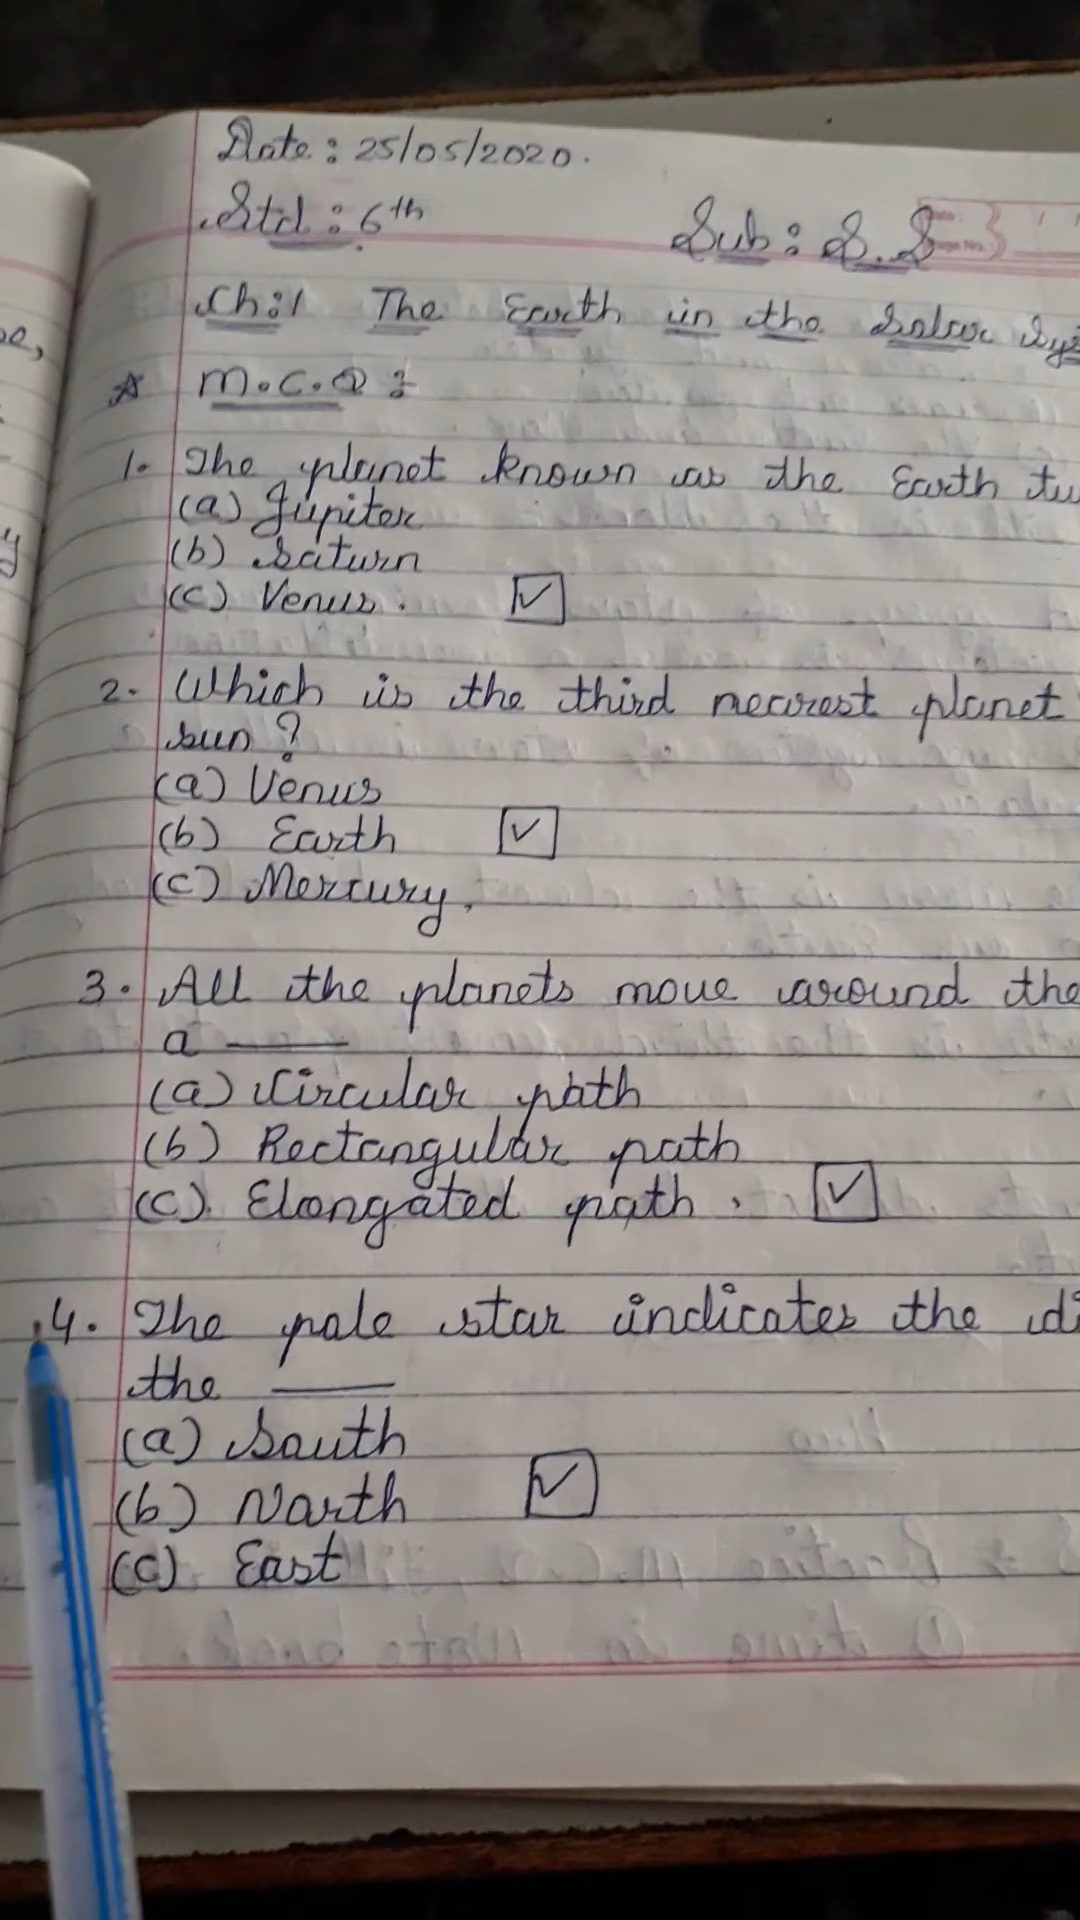 Date : 25/05/2020.
Std : 6th
Sub : S.S
Ch:1 The Earth in the Solar
M.C.Q :
1. The planet known as the Earth
(a) Jupiter
(b) Saturn
(c) Venus. ✓
2. Which is the third nearest planet
sun ?
(a) Venus
(b) Earth ✓
(c) Mercury.
3. All the planets move around the
a ___
(a) Circular path
(b) Rectangular path
(c). Elongated path. ✓
4. The pole star indicates the
the ___
(a) South
(b) North ✓
(c) East